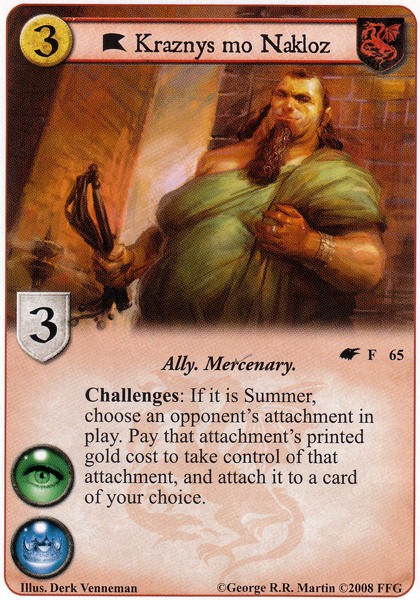 3
Kraznys mo Nakloz
3
Ally. Mercenary.
F 65
Challenges: If it is Summer,
choose an opponent's attachment in
play. Pay that attachment's printed
gold cost to take control of that
attachment, and attach it to a card
of your choice.
Illus. Derk Venneman
©George R.R. Martin ©2008 FFG